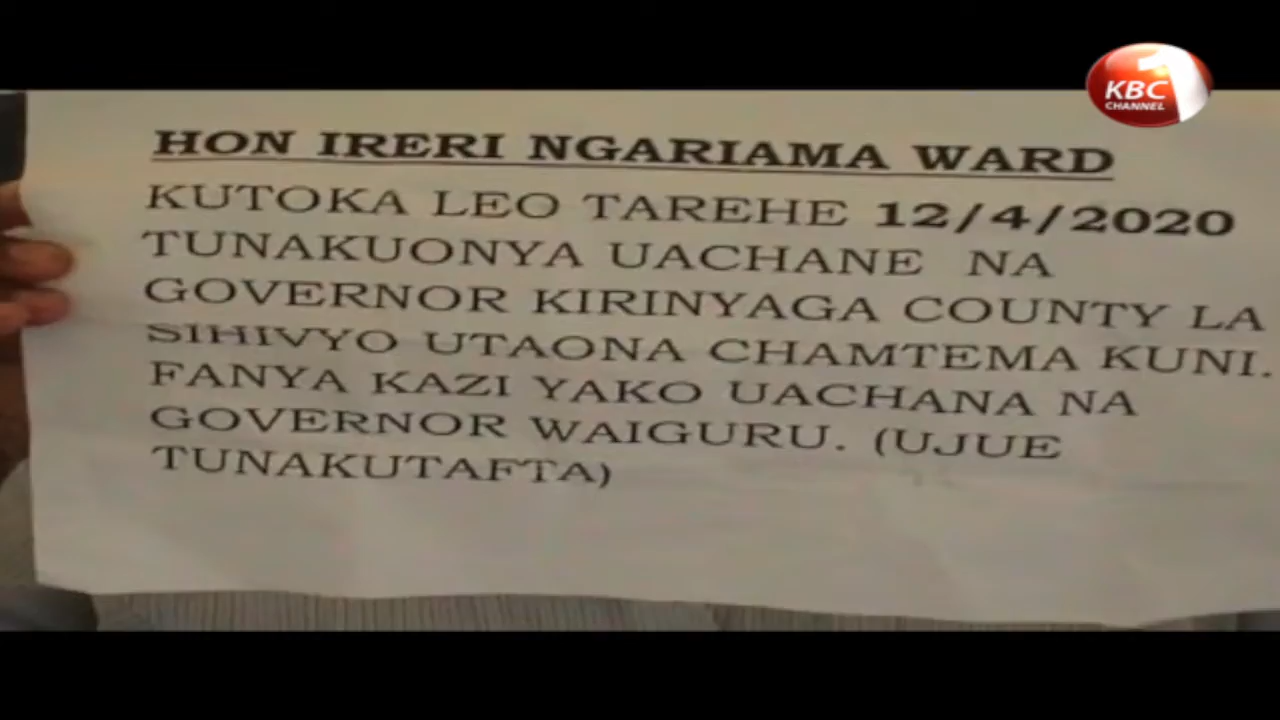 KBC 1
CHANNEL
HON IRERI NGARIAMA WARD
KUTOKA LEO TAREHE 12/4/2020
TUNAKUONYA UACHANE NA
GOVERNOR KIRINYAGA COUNTY LA
SIHIVYO UTAONA CHAMTEMA KUNI.
FANYA KAZI YAKO UACHANA NA
GOVERNOR WAIGURU. (UJUE
TUNAKUTAFTA)